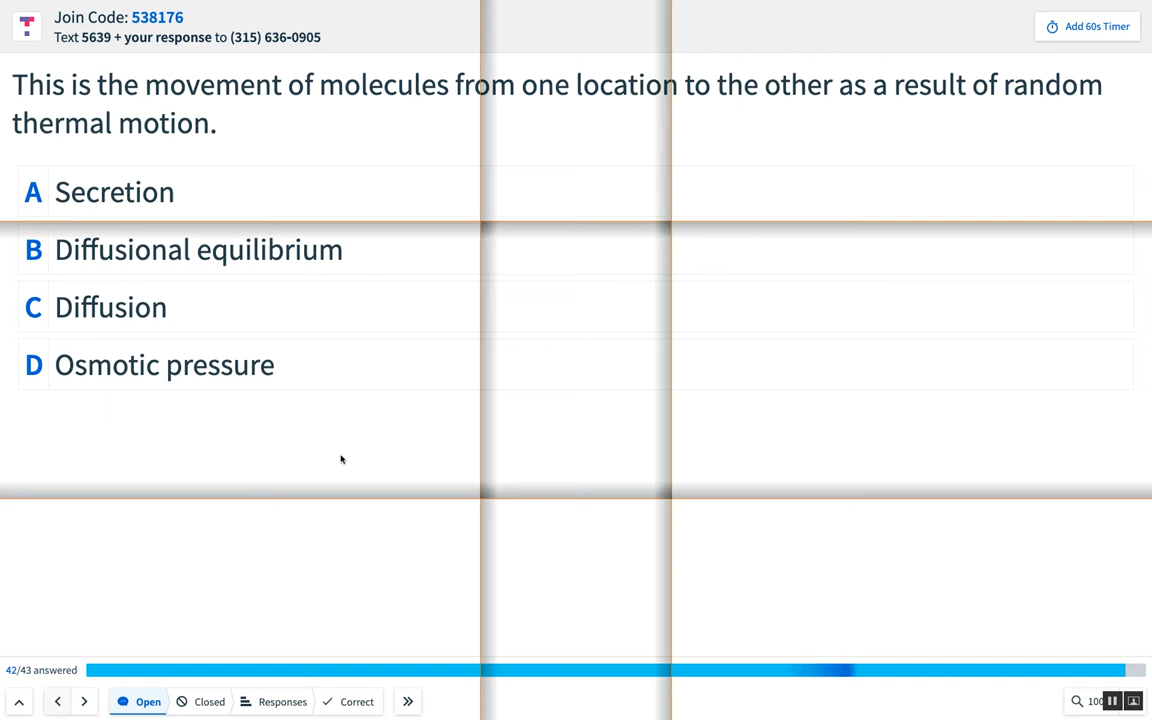 Join Code: 538176
Text 5639 + your response to (315) 636-0905
Add 60s Timer
This is the movement of molecules from one location to the other as a result of random
thermal motion.
A Secretion
B Diffusional equilibrium
C Diffusion
D Osmotic pressure
42/43 answered
Open Closed Responses Correct
100